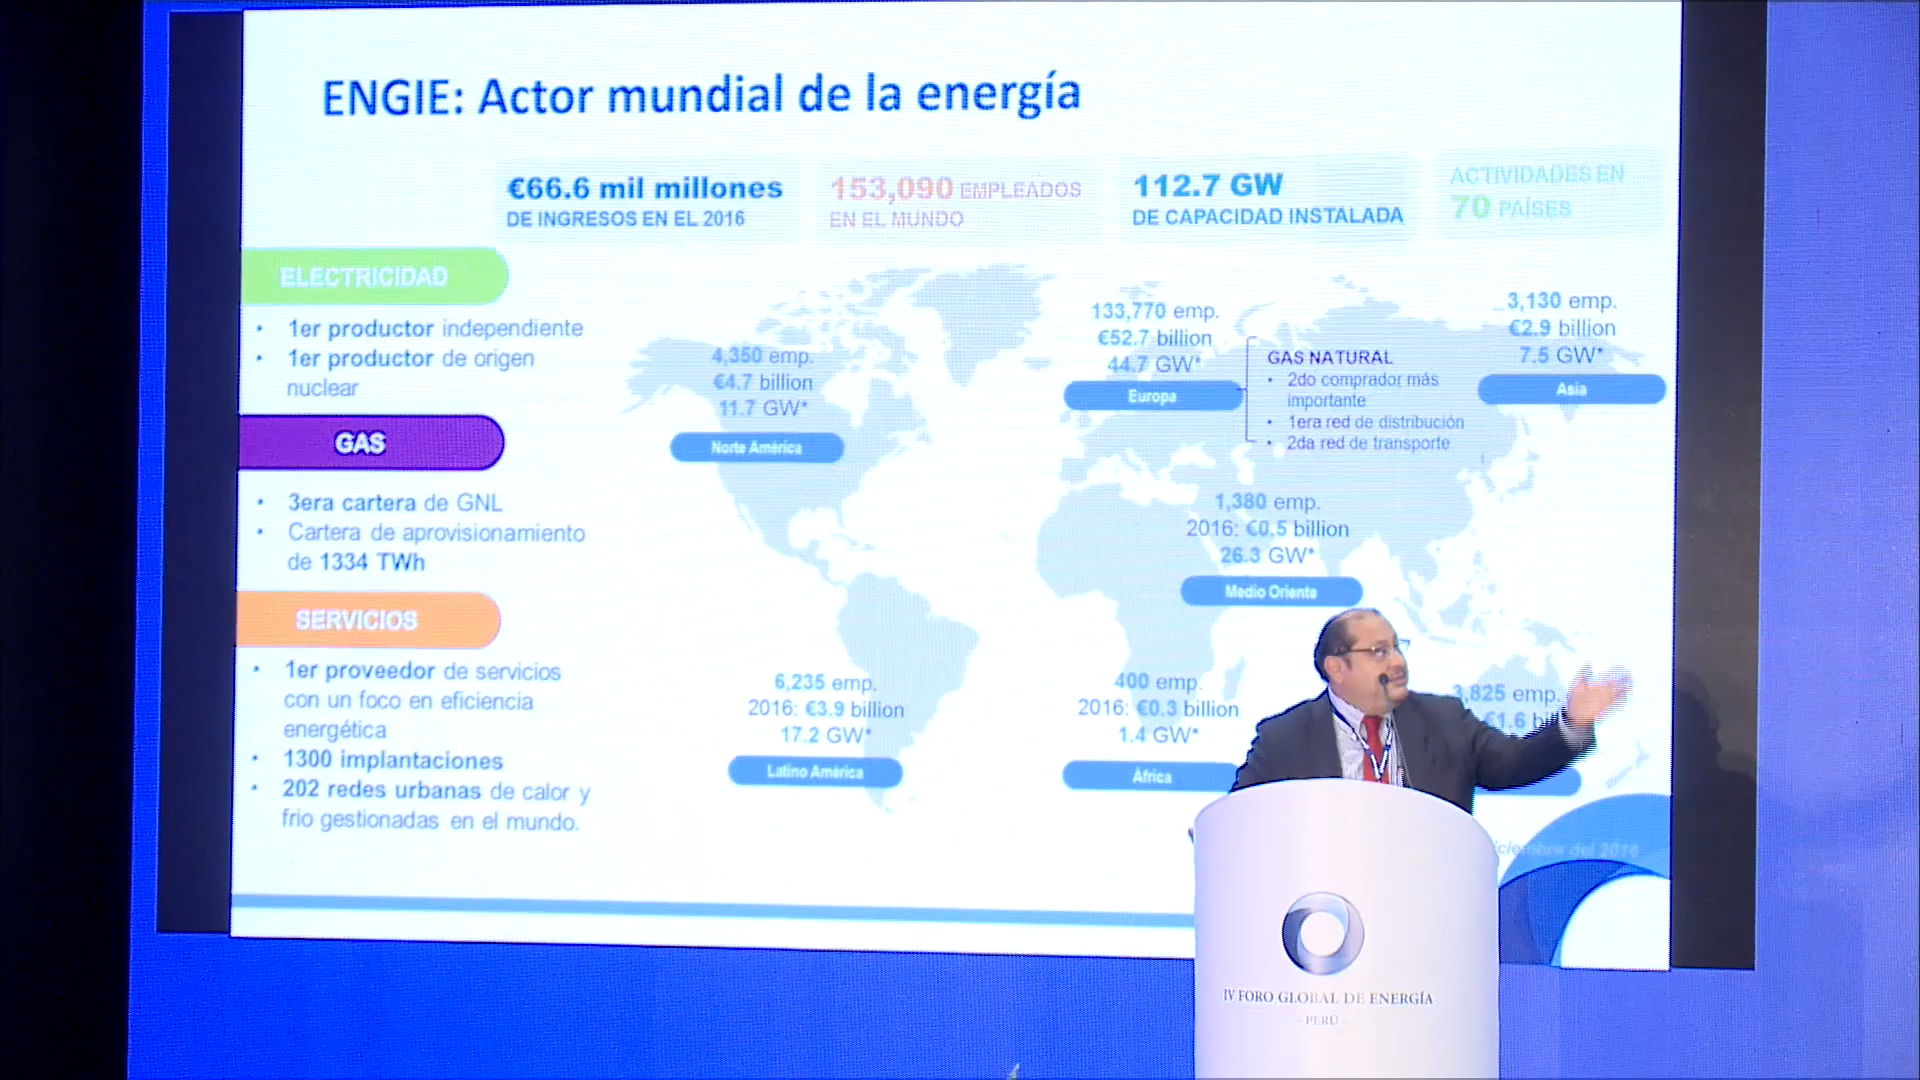 ENGIE: Actor mundial de la energía
€66.6 mil millones
DE INGRESOS EN EL 2016
153,090 EMPLEADOS
EN EL MUNDO
112.7 GW
DE CAPACIDAD INSTALADA
ACTIVIDADES EN
70 PAÍSES
ELECTRICIDAD
• 1er productor independiente
• 1er productor de origen
nuclear
GAS
• 3era cartera de GNL
• Cartera de aprovisionamiento
de 1334 TWh
SERVICIOS
• 1er proveedor de servicios
con un foco en eficiencia
energética
• 1300 implantaciones
• 202 redes urbanas de calor y
frio gestionadas en el mundo.
4,350 emp.
€4.7 billion
11.7 GW*
Norte América
133,770 emp.
€52.7 billion
44.7 GW*
Europa
GAS NATURAL
• 2do comprador más
importante
• 1era red de distribución
• 2da red de transporte
3,130 emp.
€2.9 billion
7.5 GW*
Asia
1,380 emp.
2016: €0.5 billion
26.3 GW*
Medio Oriente
6,235 emp.
2016: €3.9 billion
17.2 GW*
Latino América
400 emp.
2016: €0.3 billion
1.4 GW*
África
3,825 emp.
€1.6
del 2016
IV FORO GLOBAL DE ENERGÍA
- PERÚ -